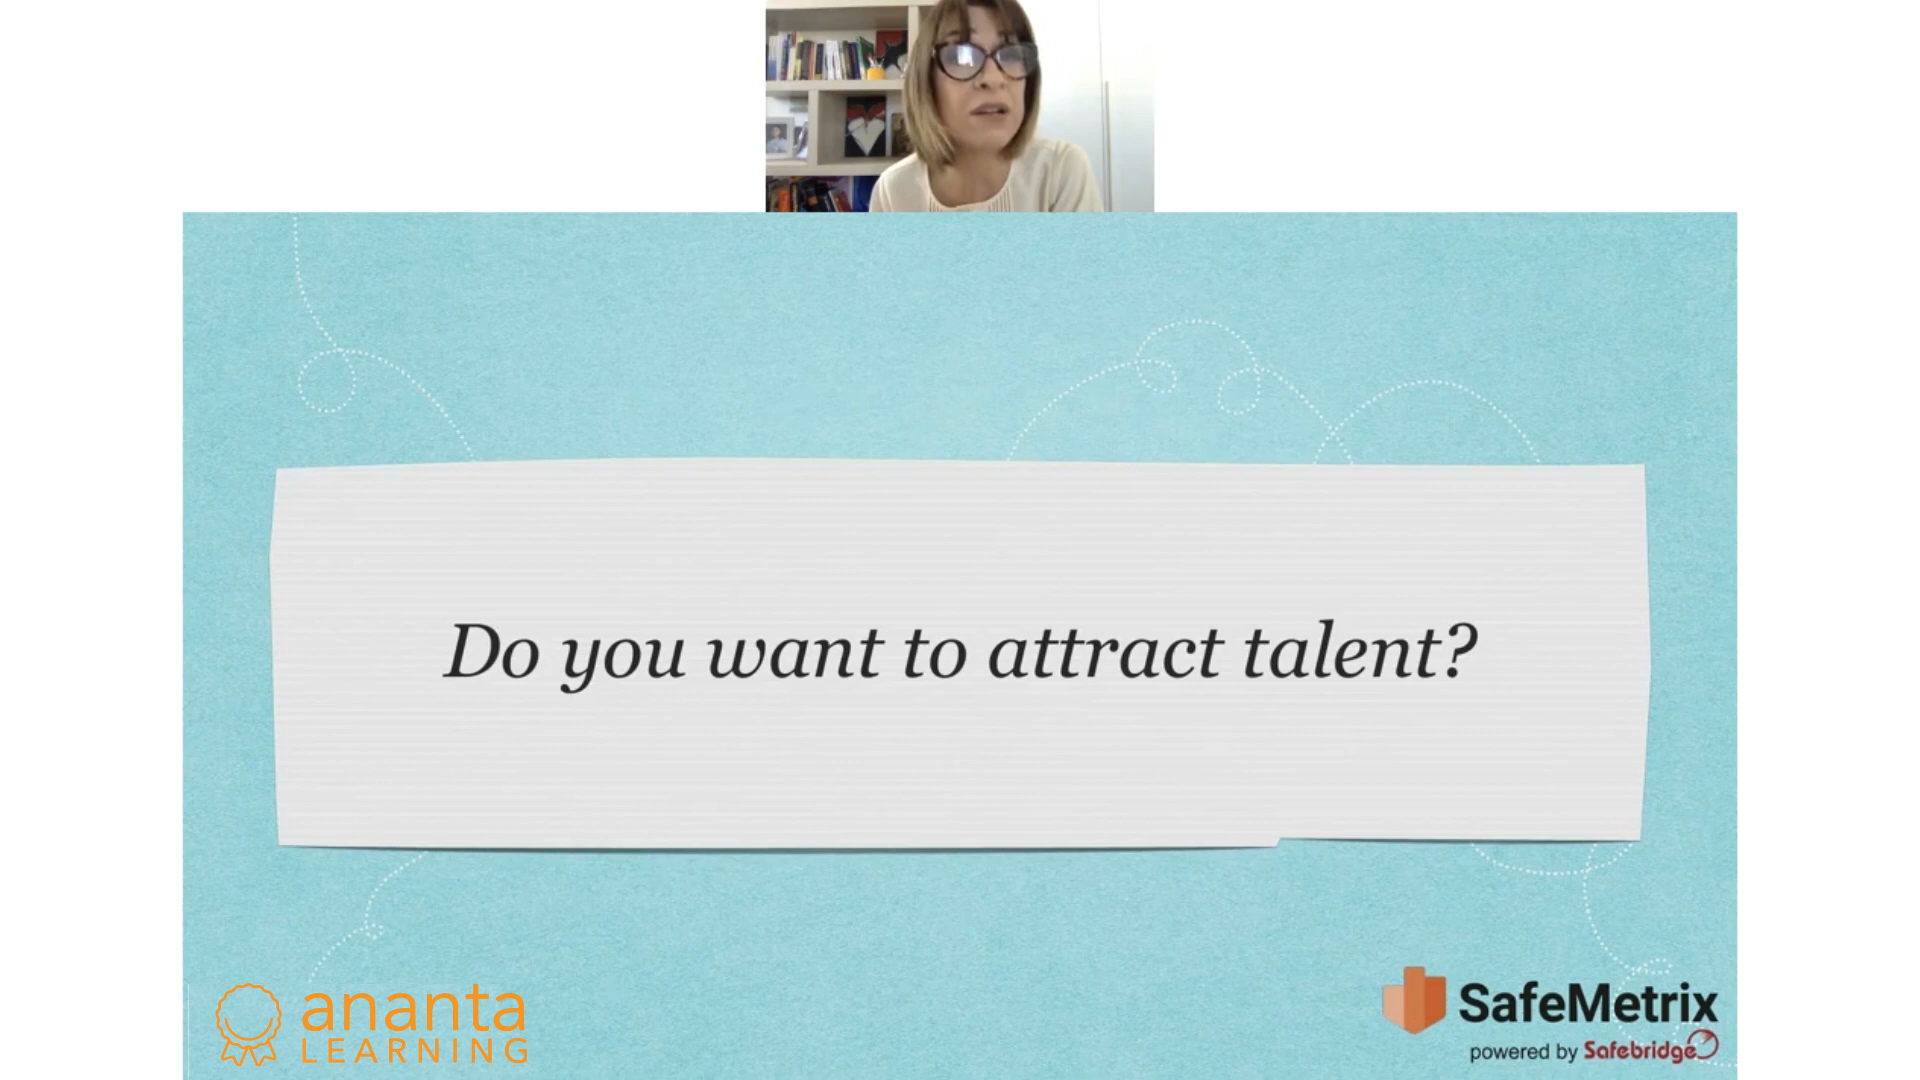 Do you want to attract talent?
ananta
LEARNING
SafeMetrix
powered by Safebridge